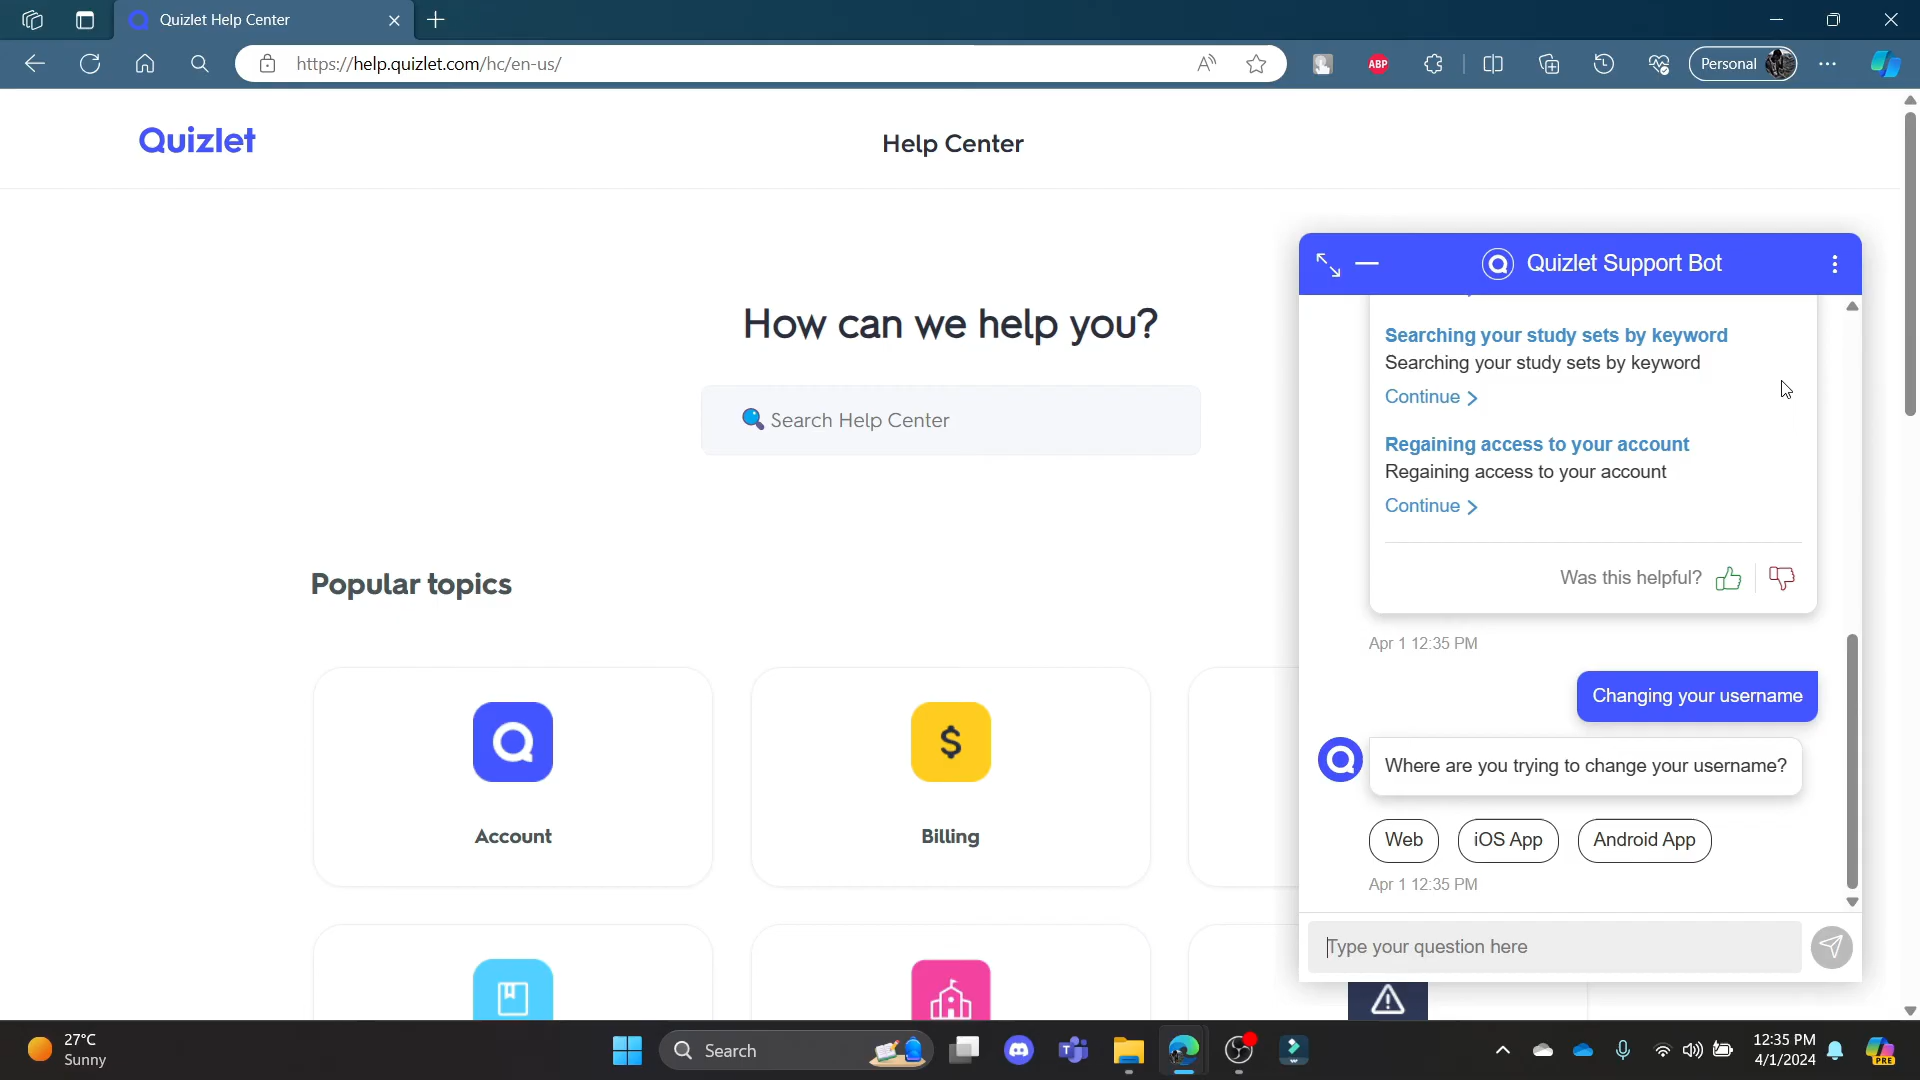 Quizlet Help Center
https://help.quizlet.com/hc/en-us/
ABP
Personal
Quizlet
Help Center
How can we help you?
Search Help Center
Popular topics
Account
$
Billing
Quizlet Support Bot
Searching your study sets by keyword
Searching your study sets by keyword
Continue >
Regaining access to your account
Regaining access to your account
Continue >
Was this helpful?
Apr 1 12:35 PM
Changing your username
Where are you trying to change your username?
Web
iOS App
Android App
Apr 1 12:35 PM
Type your question here
27°C
Sunny
Search
12:35 PM
4/1/2024
PRE